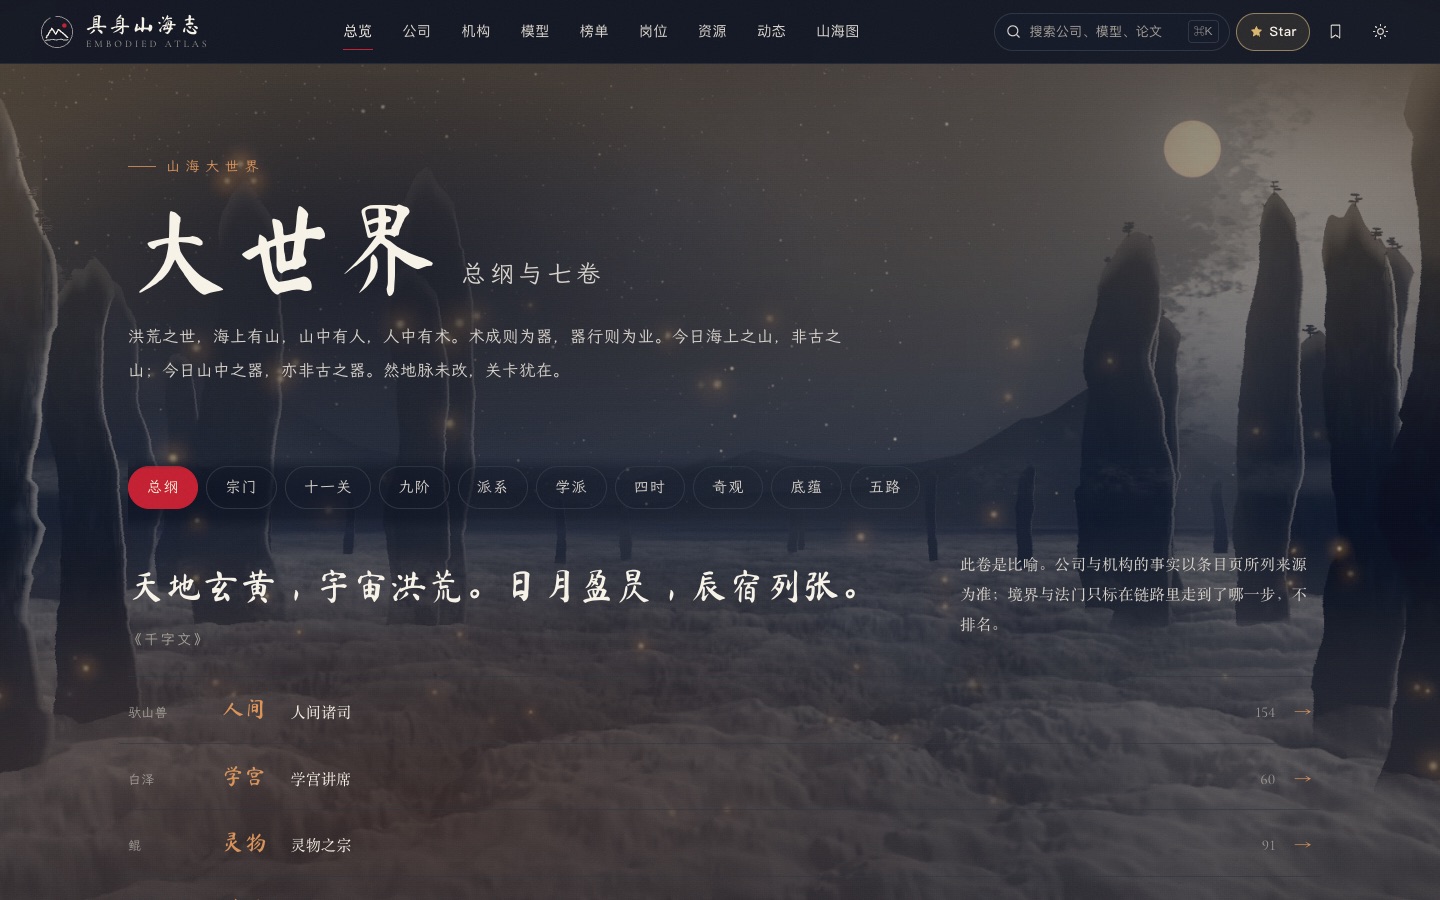 具身山海志
EMBODIED ATLAS
总览 公司 机构 模型 榜单 岗位 资源 动态 山海图
搜索公司、模型、论文 ⌘K
Star
山海大世界
大世界 总纲与七卷
洪荒之世，海上有山，山中有人，人中有术。术成则为器，器行则为业。今日海上之山，非古之
山；今日山中之器，亦非古之器。然地脉未改，关卡犹在。
总纲 宗门 十一关 九阶 派系 学派 四时 奇观 底蕴 五路
天地玄黄，宇宙洪荒。日月盈昃，辰宿列张。
《千字文》
此卷是比喻。公司与机构的事实以条目页所列来源
为准；境界与法门只标在链路里走到了哪一步，不
排名。
驮山兽 人间 人间诸司 154 →
白泽 学宫 学宫讲席 60 →
鲲 灵物 灵物之宗 91 →